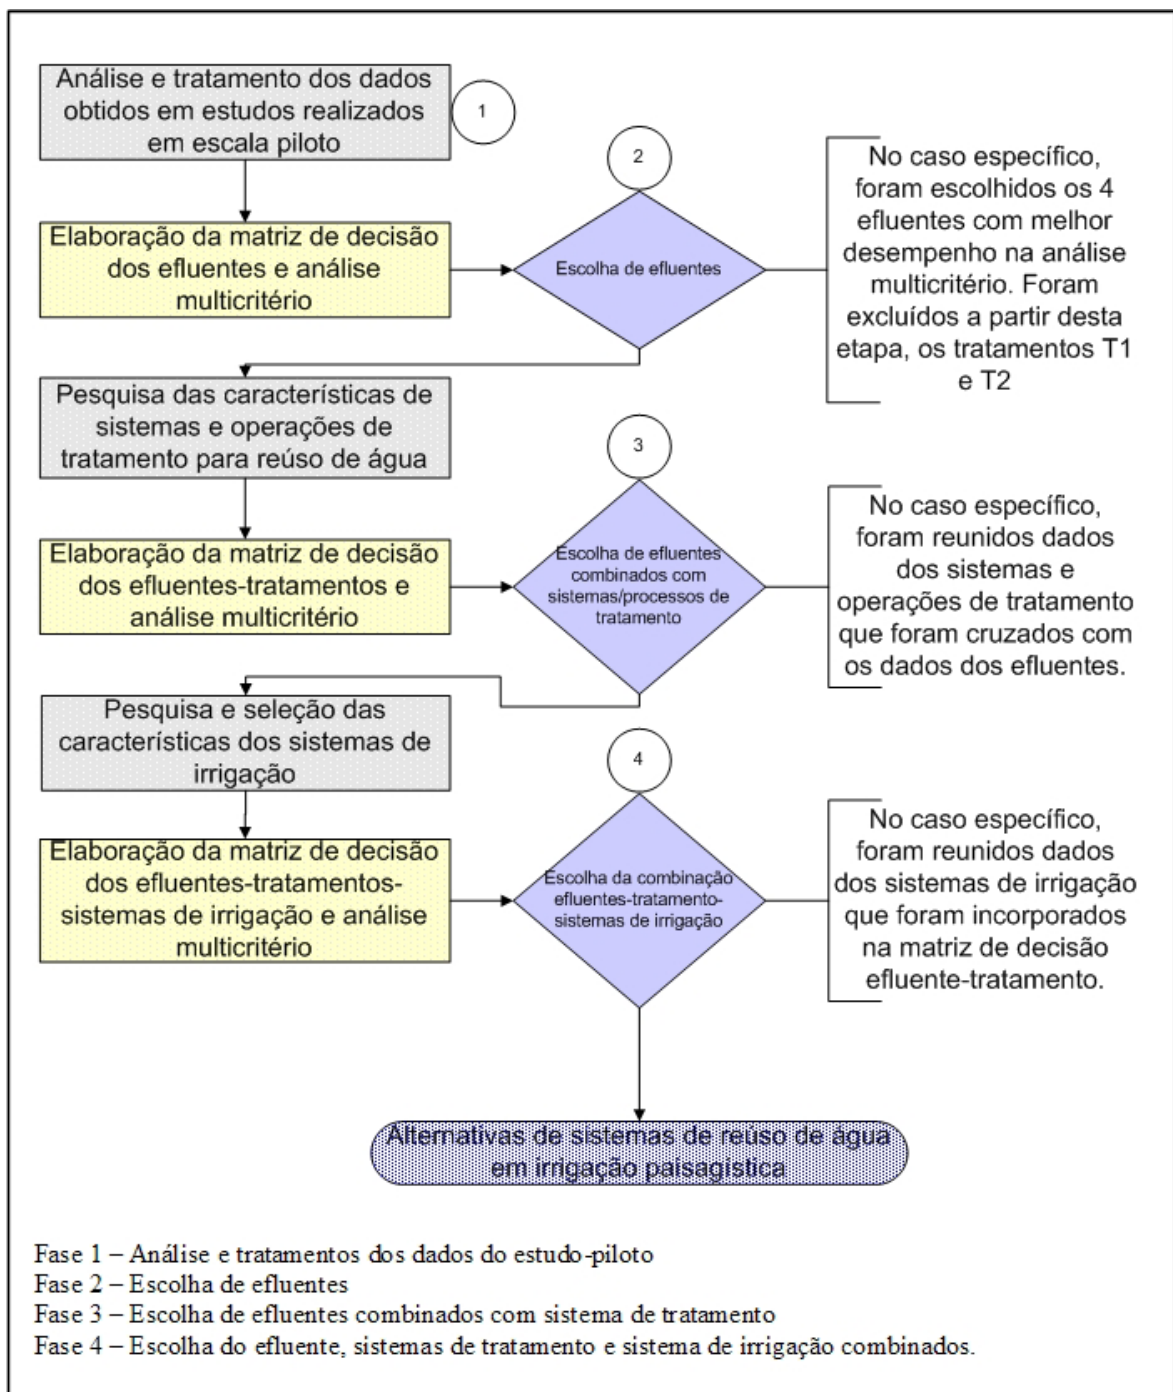 Análise e tratamento dos dados
obtidos em estudos realizados
em escala piloto
1
Elaboração da matriz de decisão
dos efluentes e análise
multicritério
2
Escolha de efluentes
No caso específico,
foram escolhidos os 4
efluentes com melhor
desempenho na análise
multicritério. Foram
excluídos a partir desta
etapa, os tratamentos T1
e T2
Pesquisa das características de
sistemas e operações de
tratamento para reúso de água
Elaboração da matriz de decisão
dos efluentes-tratamentos e
análise multicritério
3
Escolha de efluentes
combinados com
sistemas/processos de
tratamento
No caso específico,
foram reunidos dados
dos sistemas e
operações de tratamento
que foram cruzados com
os dados dos efluentes.
Pesquisa e seleção das
características dos sistemas de
irrigação
Elaboração da matriz de decisão
dos efluentes-tratamentos-
sistemas de irrigação e análise
multicritério
4
Escolha da combinação
efluentes-tratamento-
sistemas de irrigação
No caso específico,
foram reunidos dados
dos sistemas de irrigação
que foram incorporados
na matriz de decisão
efluente-tratamento.
Alternativas de sistemas de reúso de água
em irrigação paisagística
Fase 1 – Análise e tratamentos dos dados do estudo-piloto
Fase 2 – Escolha de efluentes
Fase 3 – Escolha de efluentes combinados com sistema de tratamento
Fase 4 – Escolha do efluente, sistemas de tratamento e sistema de irrigação combinados.